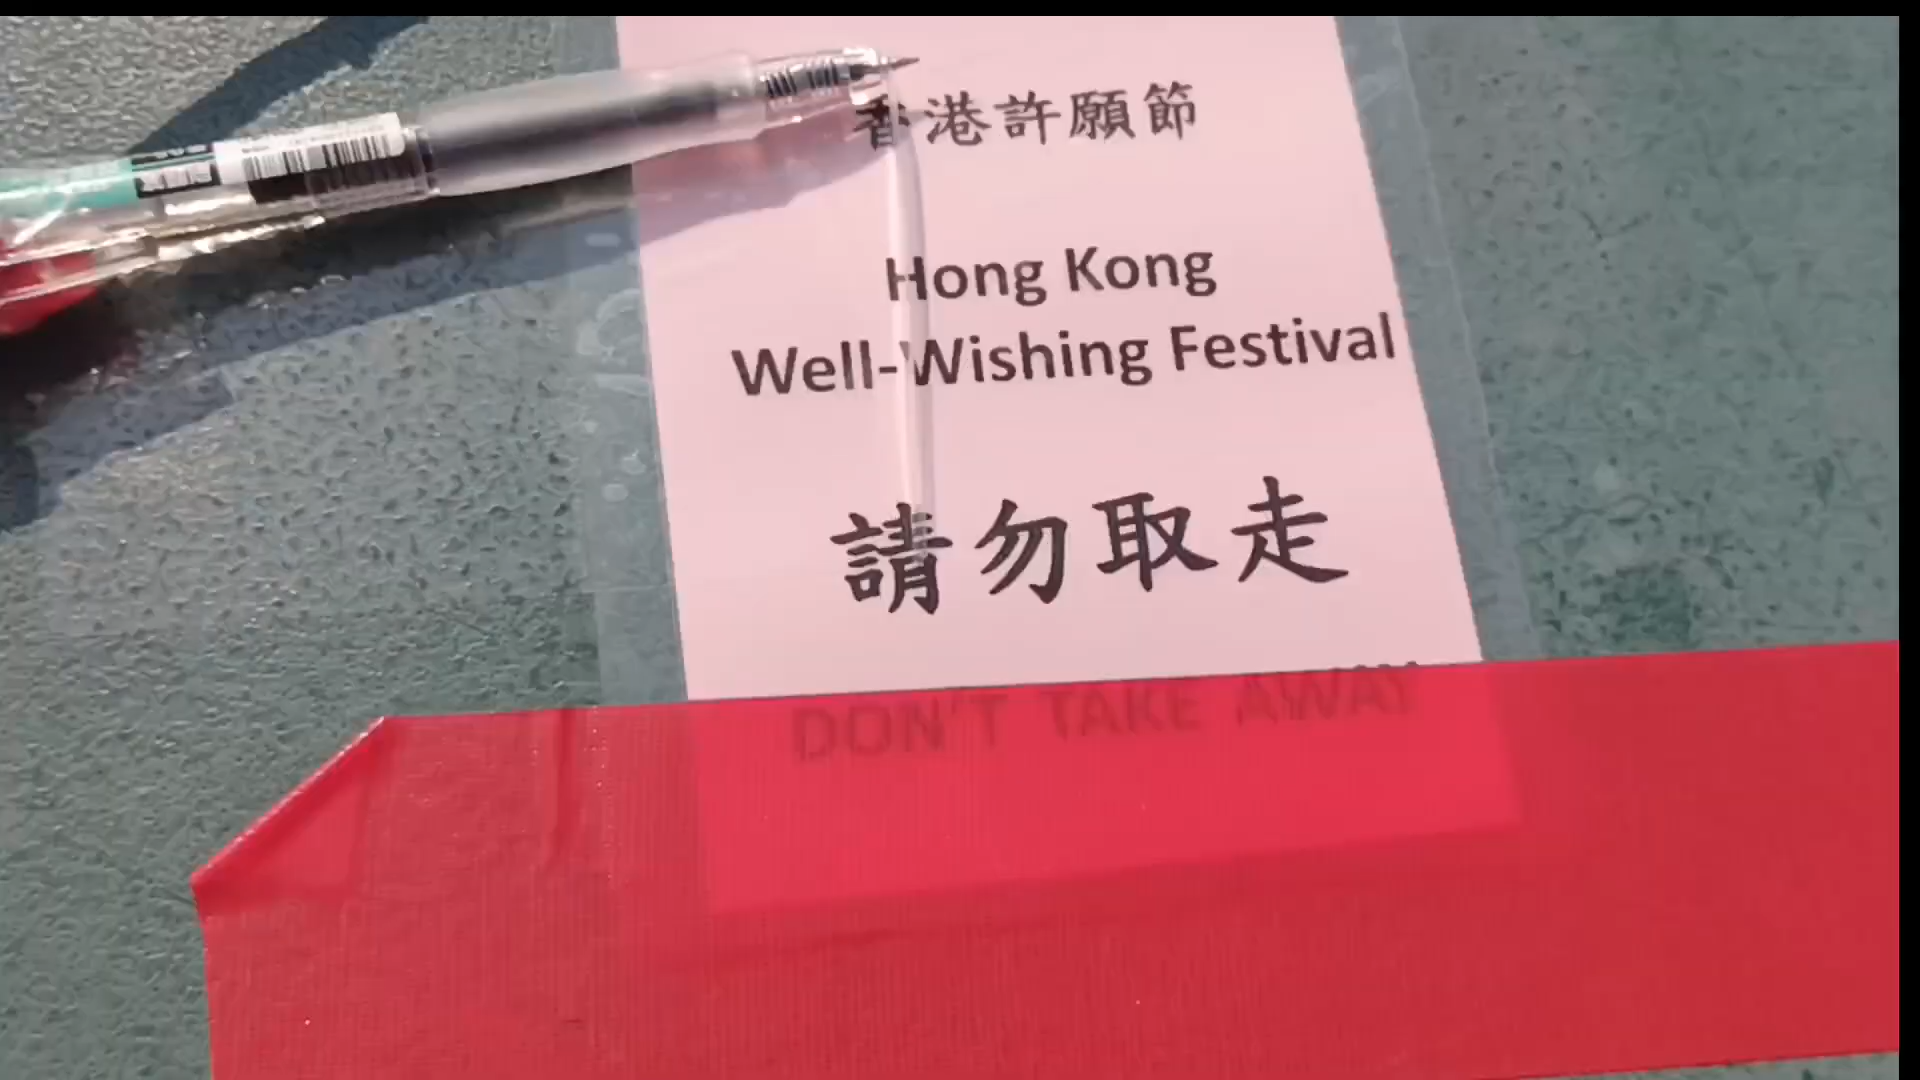 香港許願節
Hong Kong
Well-Wishing Festival
請勿取走
DON'T TAKE AWAY